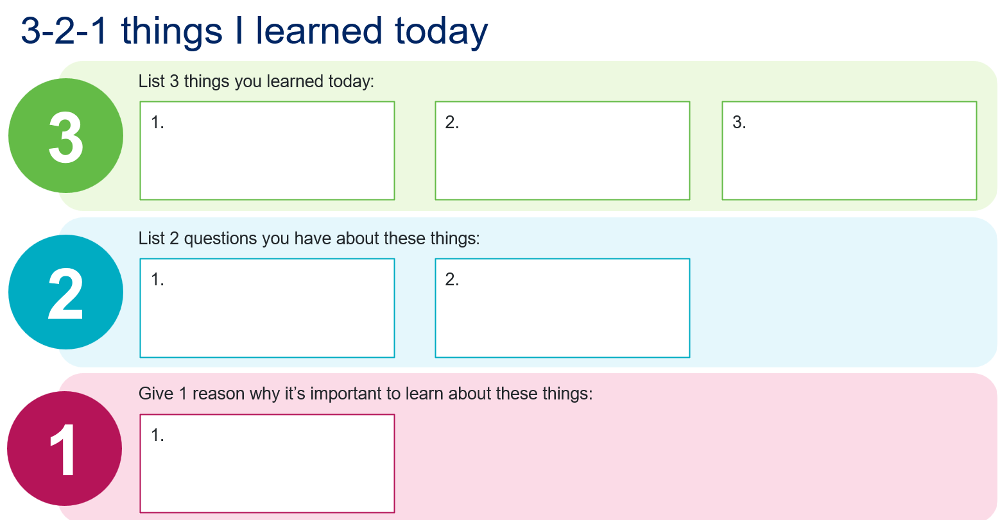 3-2-1 things I learned today
3
List 3 things you learned today:
1.
2.
3.
2
List 2 questions you have about these things:
1.
2.
1
Give 1 reason why it’s important to learn about these things:
1.